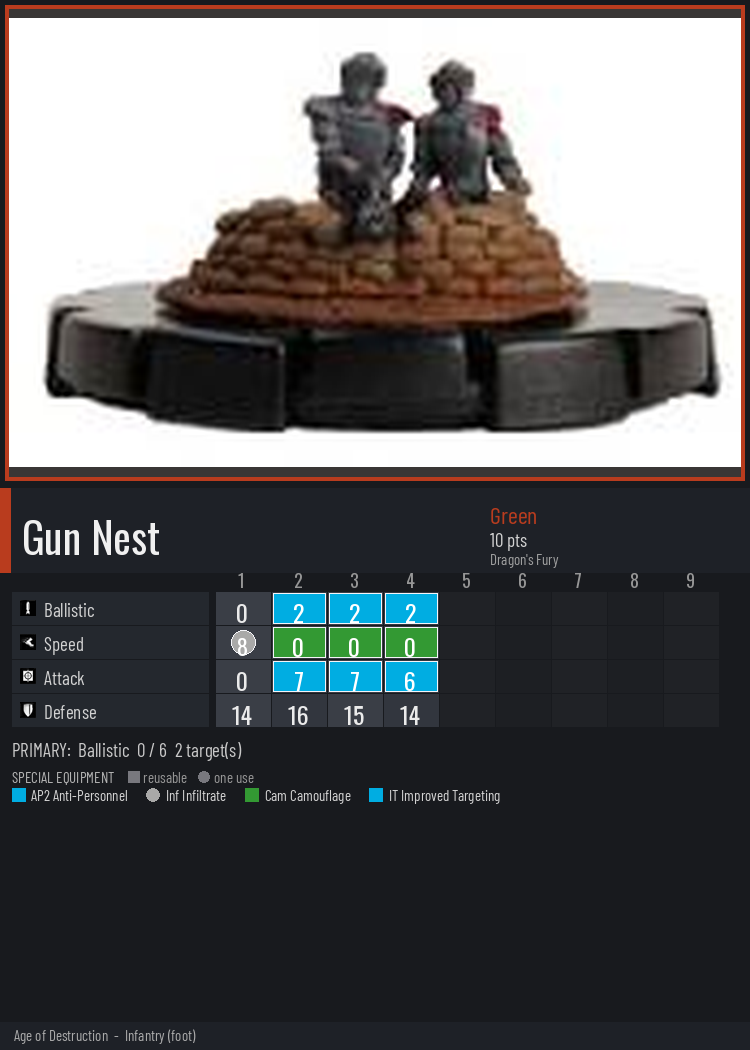 Gun Nest
Green
10 pts
Dragon's Fury
1 2 3 4 5 6 7 8 9
Ballistic 0 2 2 2
Speed 8 0 0 0
Attack 0 7 7 6
Defense 14 16 15 14
PRIMARY: Ballistic 0 / 6 2 target(s)
SPECIAL EQUIPMENT reusable one use
AP2 Anti-Personnel Inf Infiltrate Cam Camouflage IT Improved Targeting
Age of Destruction - Infantry (foot)